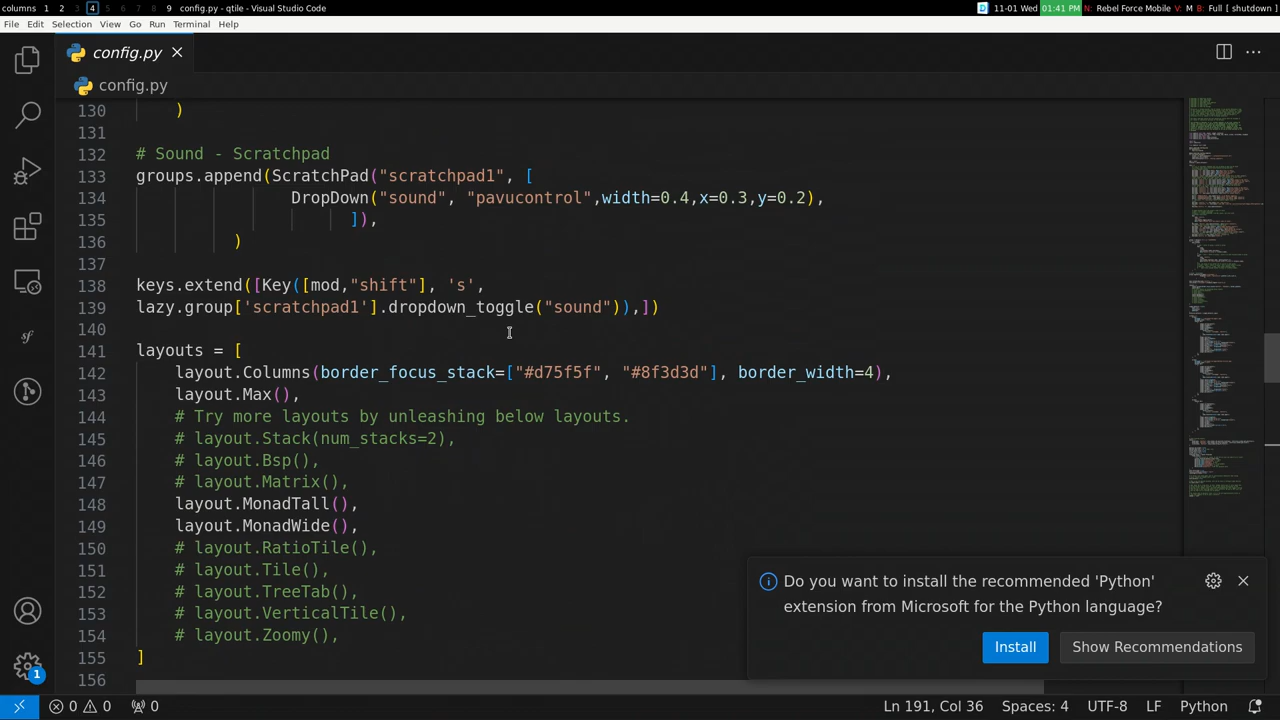 columns 1 2 3 4 5 6 7 8 9 config.py - qtile - Visual Studio Code D 11-01 Wed 01:41 PM N: Rebel Force Mobile V: M B: Full [ shutdown ]
File Edit Selection View Go Run Terminal Help
config.py
config.py
130 )
131
132 # Sound - Scratchpad
133 groups.append(ScratchPad("scratchpad1", [
134 DropDown("sound", "pavucontrol",width=0.4,x=0.3,y=0.2),
135 ]),
136 )
137
138 keys.extend([Key([mod,"shift"], 's',
139 lazy.group['scratchpad1'].dropdown_toggle("sound")),])
140
141 layouts = [
142 layout.Columns(border_focus_stack=["#d75f5f", "#8f3d3d"], border_width=4),
143 layout.Max(),
144 # Try more layouts by unleashing below layouts.
145 # layout.Stack(num_stacks=2),
146 # layout.Bsp(),
147 # layout.Matrix(),
148 layout.MonadTall(),
149 layout.MonadWide(),
150 # layout.RatioTile(),
151 # layout.Tile(),
152 # layout.TreeTab(),
153 # layout.VerticalTile(),
154 # layout.Zoomy(),
155 ]
156
Do you want to install the recommended 'Python'
extension from Microsoft for the Python language?
Install Show Recommendations
1
0 0 0 Ln 191, Col 36 Spaces: 4 UTF-8 LF Python